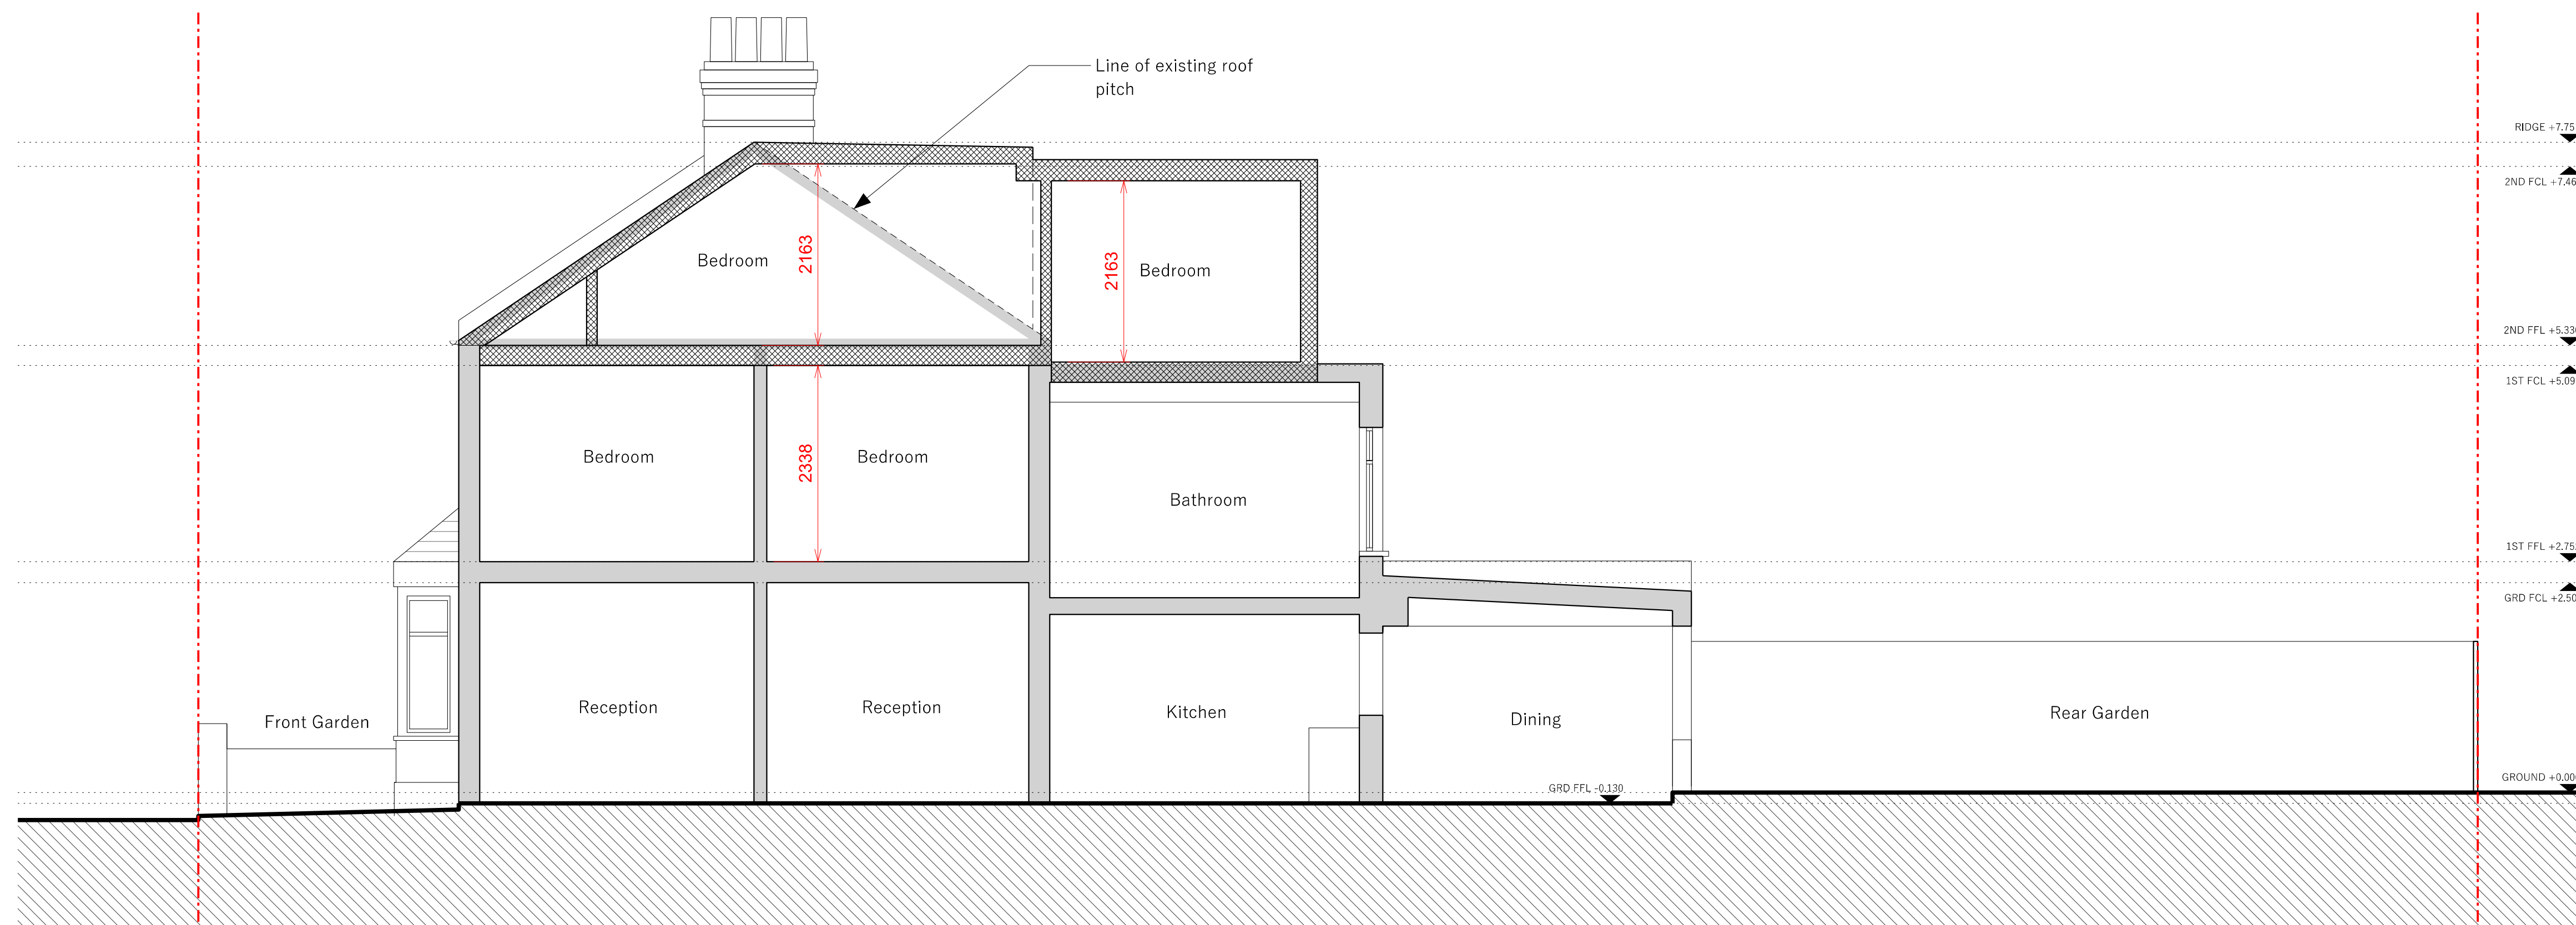 Line of existing roof
pitch
RIDGE +7.75
2ND FCL +7.46
Bedroom
2163
2163
Bedroom
2ND FFL +5.33
1ST FCL +5.09
Bedroom
2338
Bedroom
Bathroom
1ST FFL +2.75
GRD FCL +2.50
Front Garden
Reception
Reception
Kitchen
Dining
Rear Garden
GRD FFL -0.130
GROUND +0.00